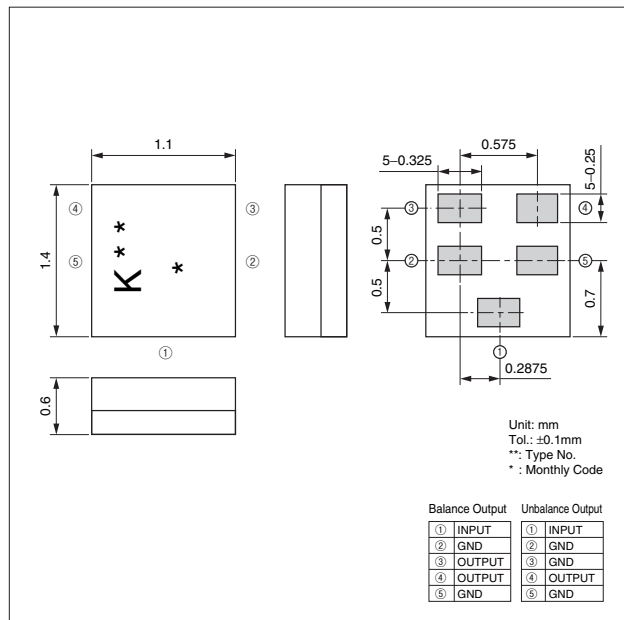 1.1
0.575
5–0.325
5–0.25
④
③
③
④
1.4
K**
*
0.5
⑤
②
②
⑤
0.5
0.7
①
①
0.2875
0.6
Unit: mm
Tol.: ±0.1mm
**: Type No.
* : Monthly Code
Balance Output Unbalance Output
① INPUT ① INPUT
② GND ② GND
③ OUTPUT ③ GND
④ OUTPUT ④ OUTPUT
⑤ GND ⑤ GND